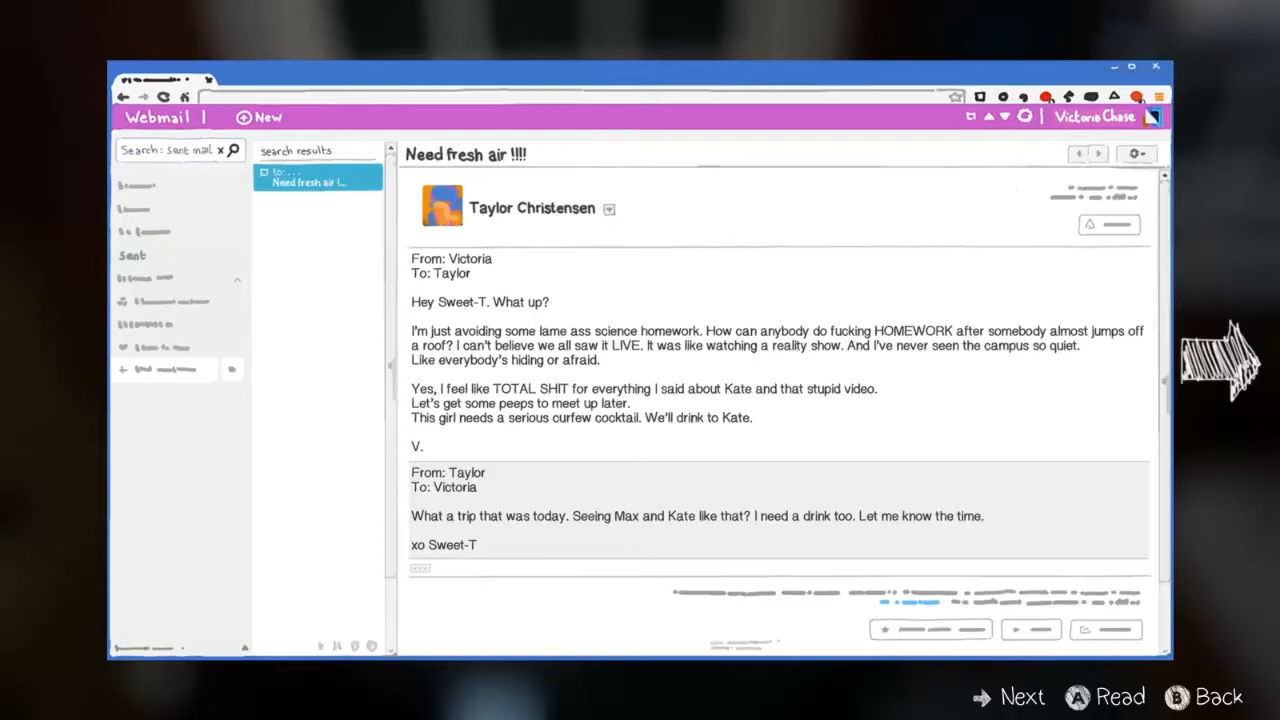 Webmail |
New
| Victoria Chase
Search: sent mail x
search results
Need fresh air !!!!
to: ...
Need fresh air !...
Sent
Taylor Christensen
From: Victoria
To: Taylor
Hey Sweet-T. What up?
I'm just avoiding some lame ass science homework. How can anybody do fucking HOMEWORK after somebody almost jumps off
a roof? I can't believe we all saw it LIVE. It was like watching a reality show. And I've never seen the campus so quiet.
Like everybody's hiding or afraid.
Yes, I feel like TOTAL SHIT for everything I said about Kate and that stupid video.
Let's get some peeps to meet up later.
This girl needs a serious curfew cocktail. We'll drink to Kate.
V.
From: Taylor
To: Victoria
What a trip that was today. Seeing Max and Kate like that? I need a drink too. Let me know the time.
xo Sweet-T
Next A Read B Back